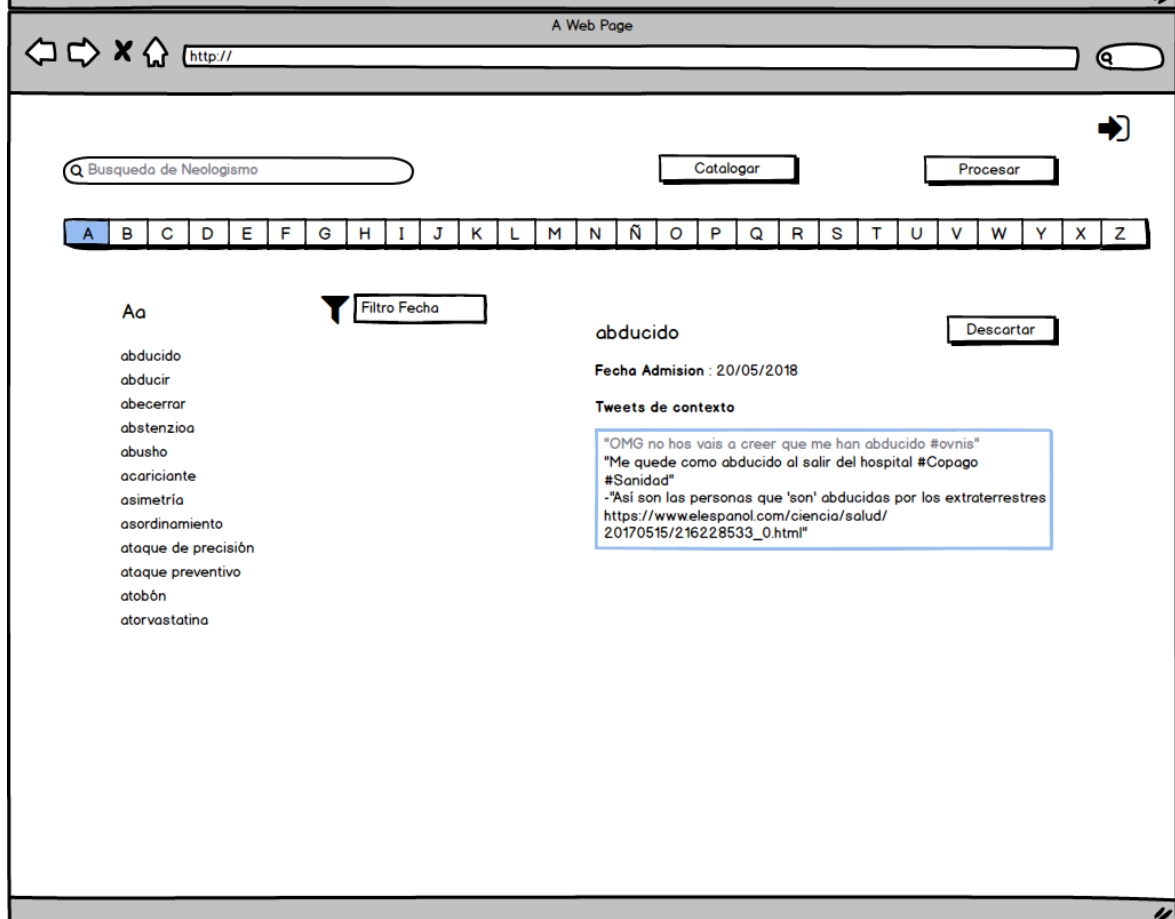 A Web Page
http://
Busqueda de Neologismo
Catalogar
Procesar
A B C D E F G H I J K L M N Ñ O P Q R S T U V W Y X Z
Aa
Filtro Fecha
abducido
abducir
abecerrar
abstenzioa
abusho
acariciante
asimetría
asordinamiento
ataque de precisión
ataque preventivo
atobón
atorvastatina
abducido
Descartar
Fecha Admision : 20/05/2018
Tweets de contexto
"OMG no hos vais a creer que me han abducido #ovnis"
"Me quede como abducido al salir del hospital #Copago
#Sanidad"
-"Así son las personas que 'son' abducidas por los extraterrestres
https://www.elespanol.com/ciencia/salud/
20170515/216228533_0.html"